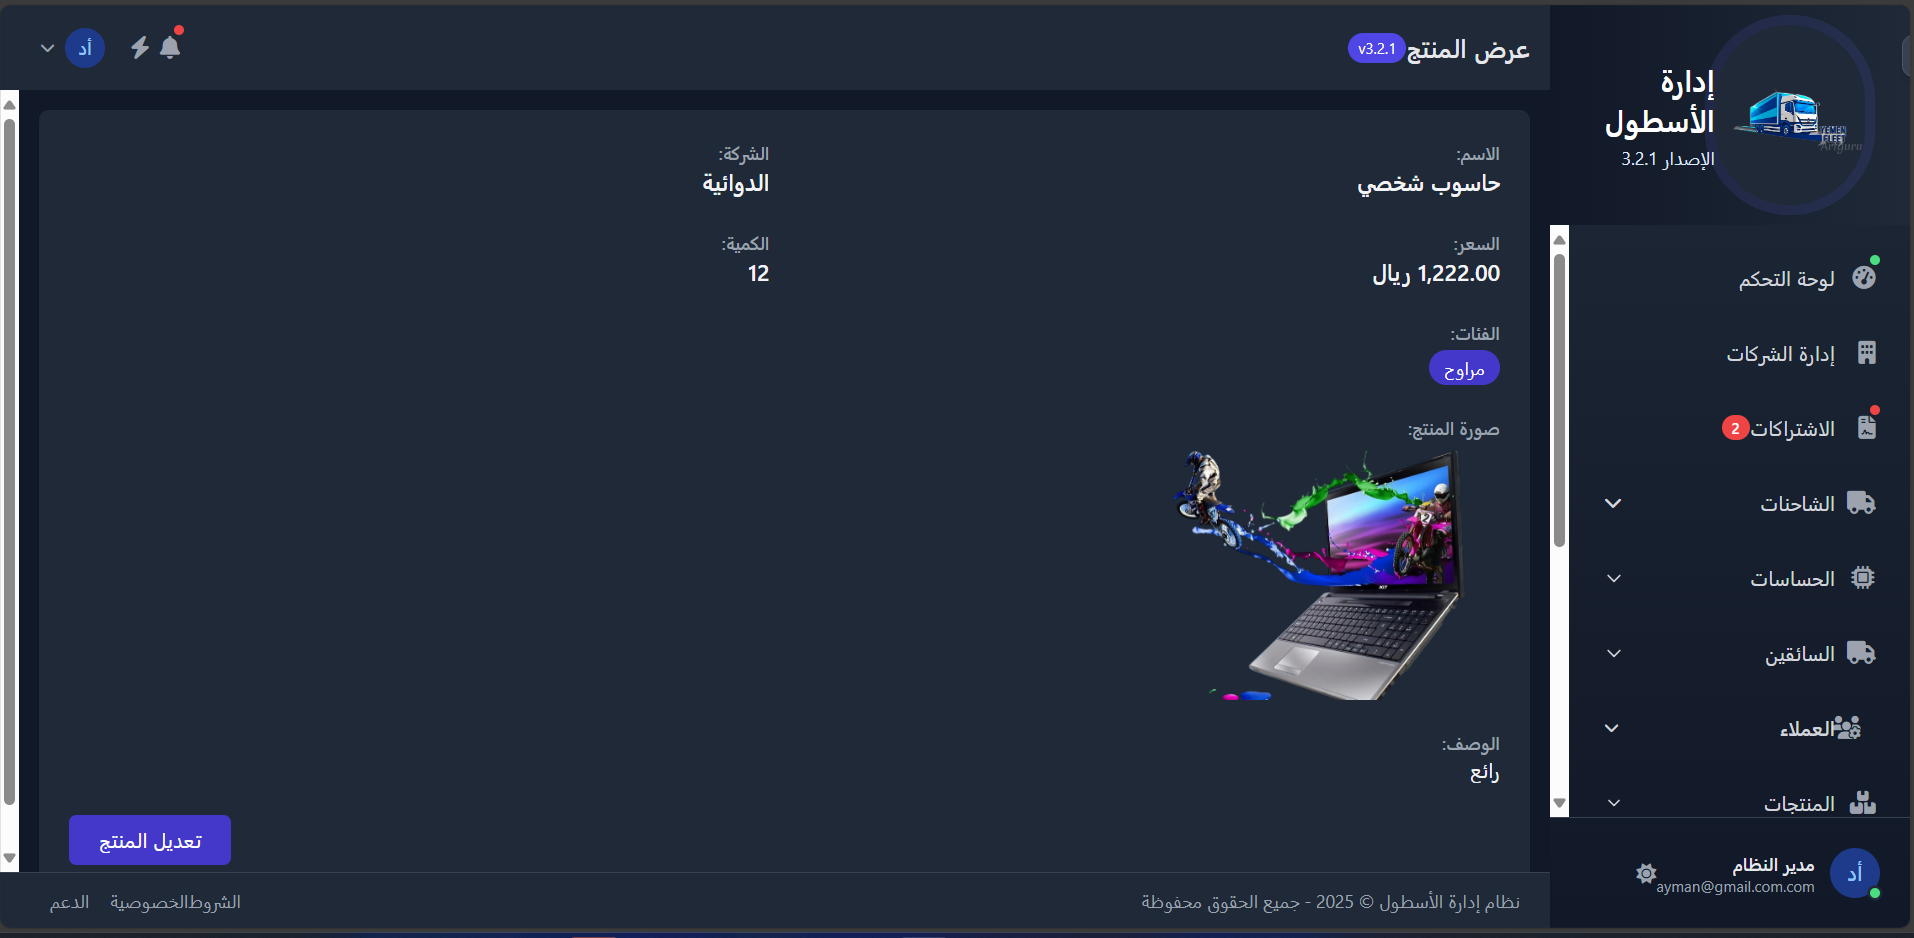 إدارة
الأسطول
الإصدار 3.2.1
YEMEN
FLEET
Artguru
لوحة التحكم
إدارة الشركات
الاشتراكات 2
الشاحنات
الحساسات
السائقين
العملاء
المنتجات
أد
مدير النظام
ayman@gmail.com.com
عرض المنتج v3.2.1
أد
الاسم:
حاسوب شخصي
الشركة:
الدوائية
السعر:
1,222.00 ريال
الكمية:
12
الفئات:
مراوح
صورة المنتج:
acer
الوصف:
رائع
تعديل المنتج
نظام إدارة الأسطول © 2025 - جميع الحقوق محفوظة
الشروطالخصوصية
الدعم